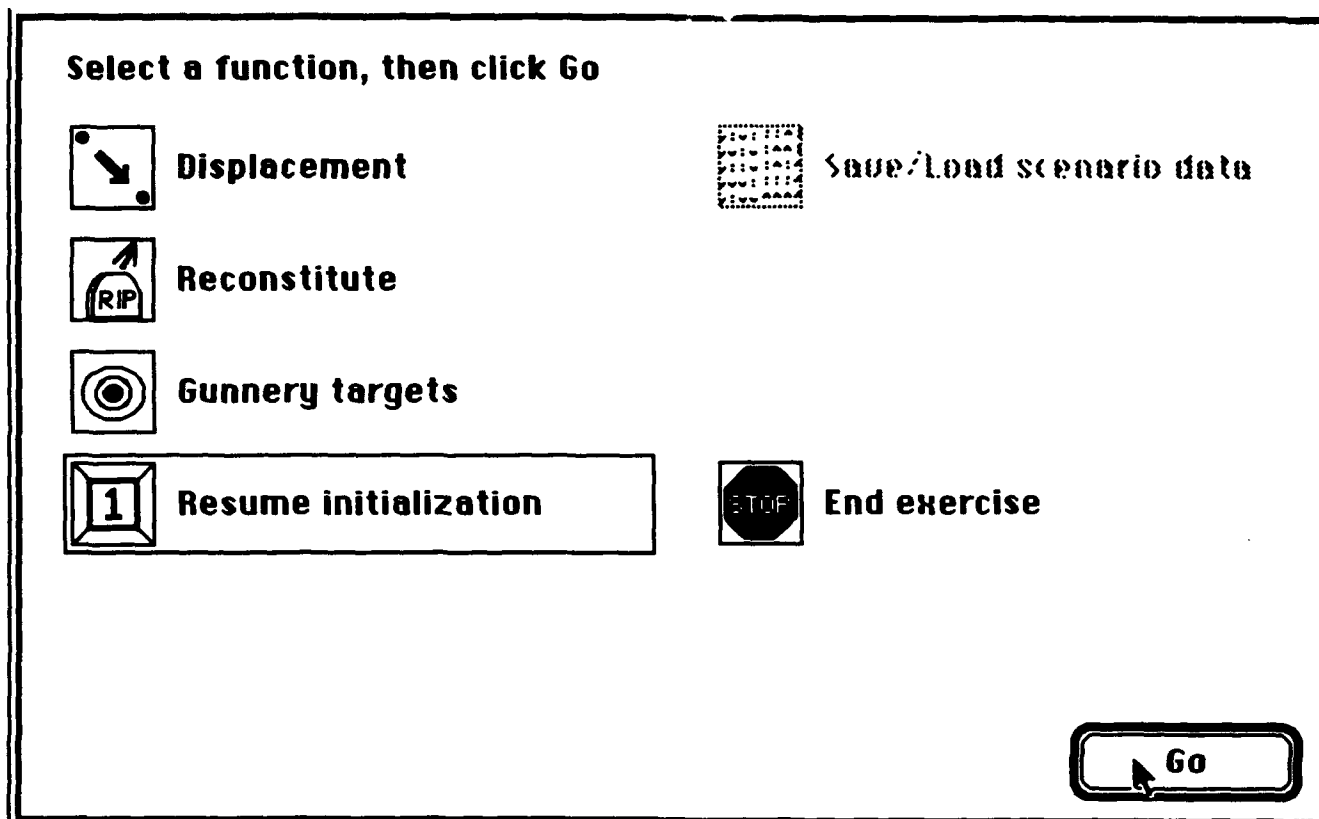 Select a function, then click Go
Displacement
Save/Load scenario data
RIP
Reconstitute
Gunnery targets
1
Resume initialization
STOP
End exercise
Go